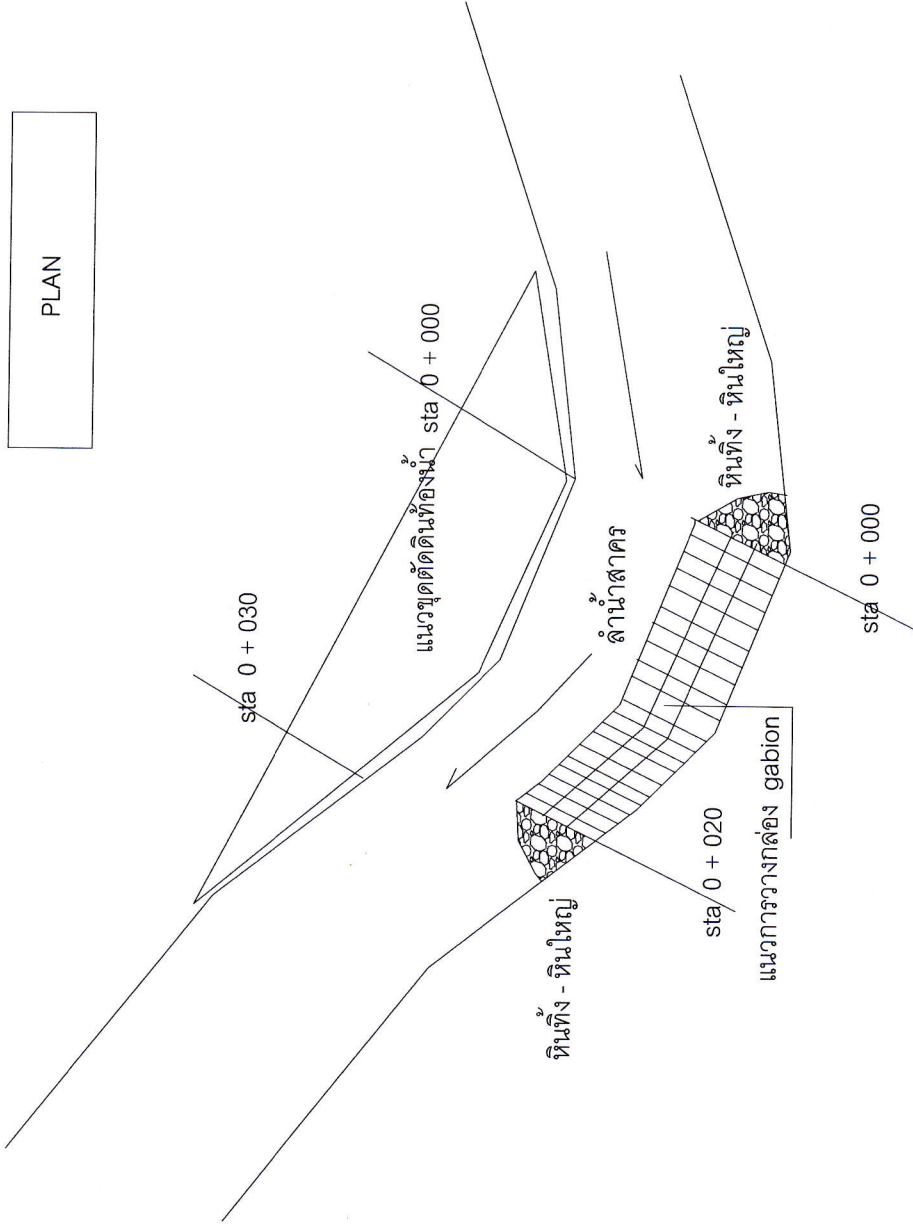 PLAN
sta 0 + 030
แนวขุดตัดดินท้องน้ำ sta 0 + 000
ลำน้ำสาคร
หินทิ้ง - หินใหญ่
หินทิ้ง - หินใหญ่
sta 0 + 020
แนวการวางกล่อง gabion
sta 0 + 000